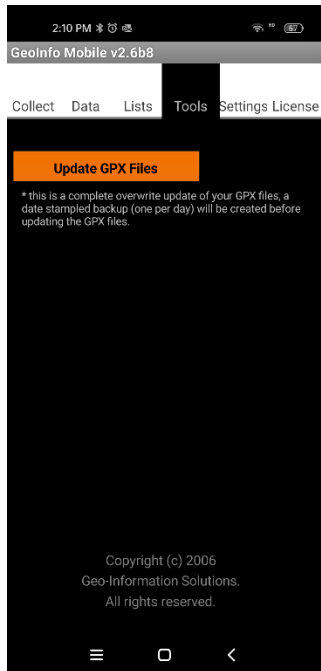 2:10 PM
57
GeoInfo Mobile v2.6b8
Collect Data Lists Tools Settings License
Update GPX Files
* this is a complete overwrite update of your GPX files, a
date stampled backup (one per day) will be created before
updating the GPX files.
Copyright (c) 2006
Geo-Information Solutions.
All rights reserved.